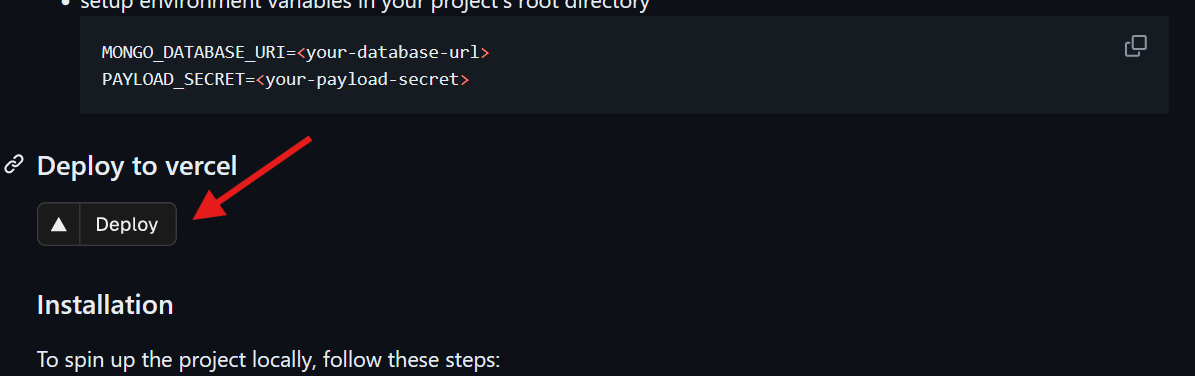 setup environment variables in your project's root directory
MONGO_DATABASE_URI=<your-database-url>
PAYLOAD_SECRET=<your-payload-secret>
Deploy to vercel
Deploy
Installation
To spin up the project locally, follow these steps: